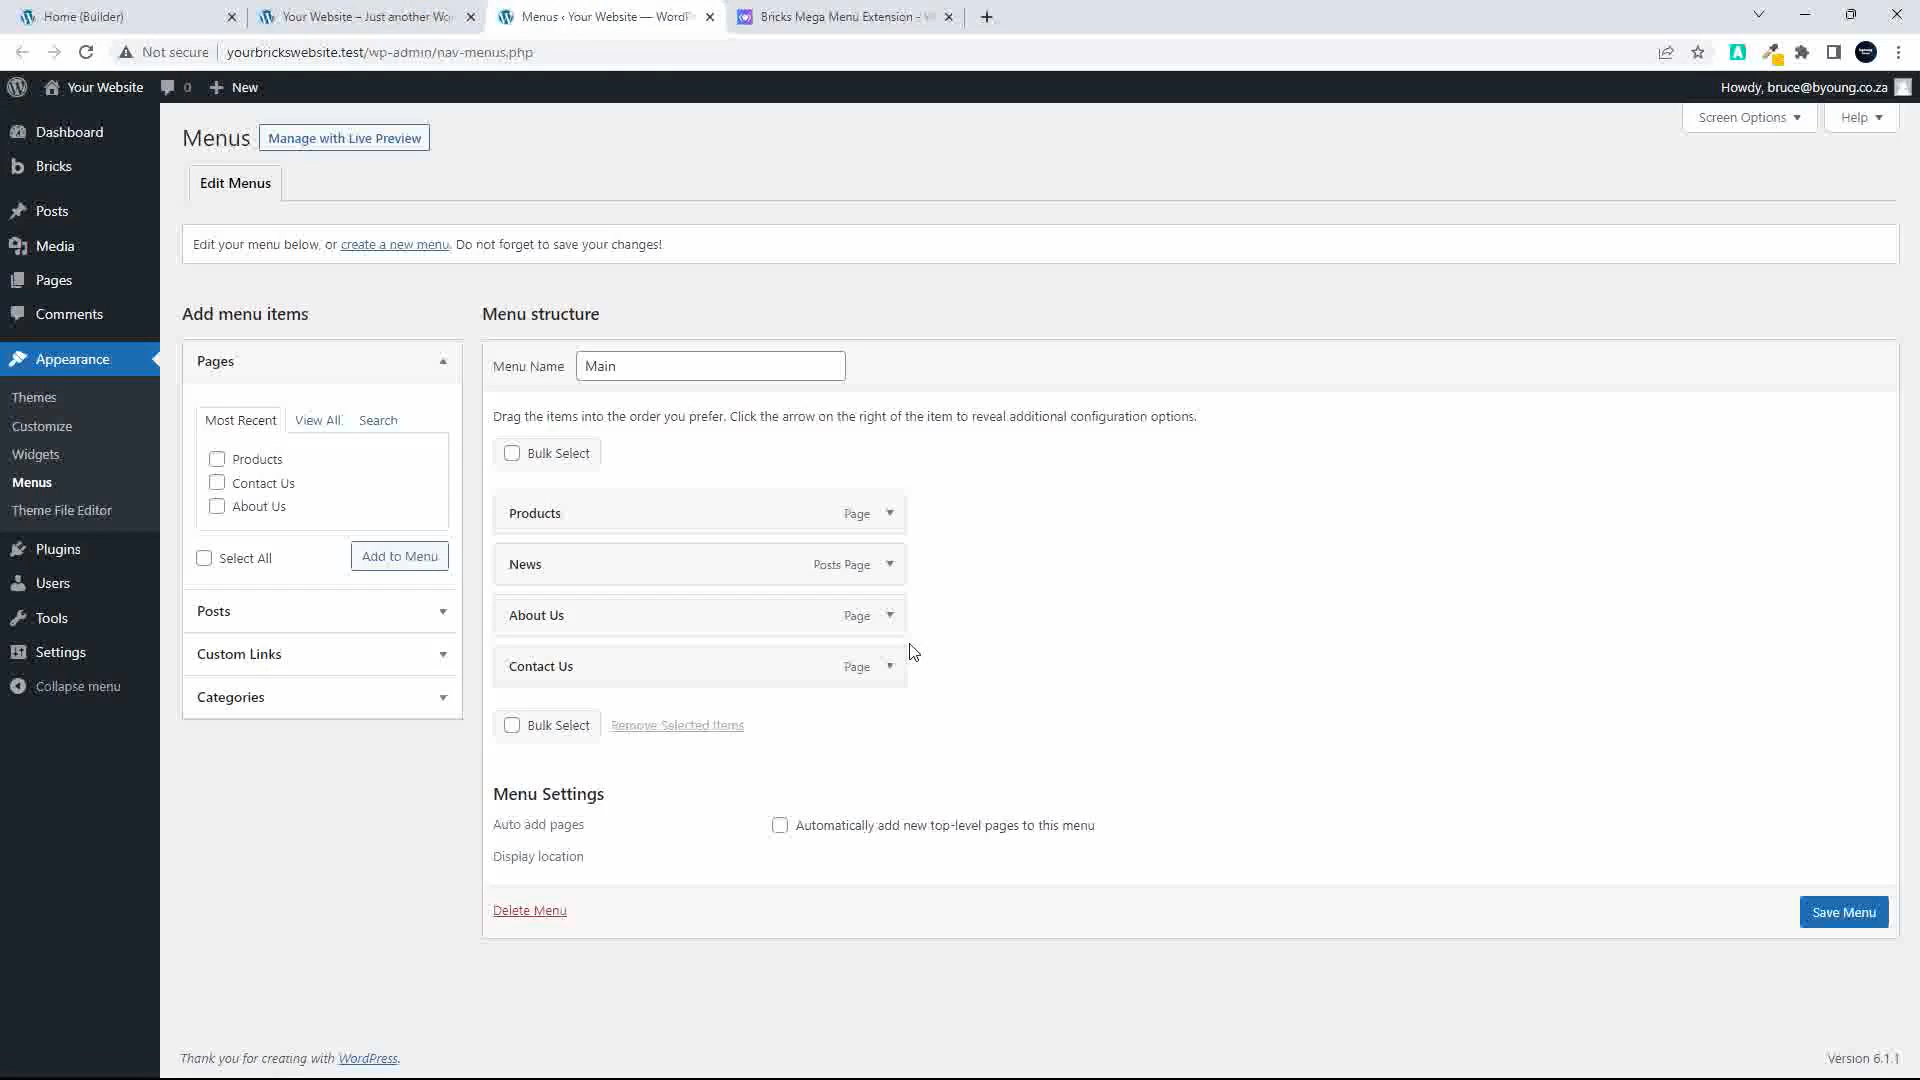 Home (Builder)
Your Website – Just another Wo
Menus ‹ Your Website — WordP
Bricks Mega Menu Extension -
Not secure
yourbrickswebsite.test/wp-admin/nav-menus.php
Your Website
0
New
Howdy, bruce@byoung.co.za
Dashboard
Bricks
Posts
Media
Pages
Comments
Appearance
Themes
Customize
Widgets
Menus
Theme File Editor
Plugins
Users
Tools
Settings
Collapse menu
Menus
Manage with Live Preview
Screen Options
Help
Edit Menus
Edit your menu below, or create a new menu. Do not forget to save your changes!
Add menu items
Pages
Most Recent
View All
Search
Products
Contact Us
About Us
Select All
Add to Menu
Posts
Custom Links
Categories
Menu structure
Menu Name
Main
Drag the items into the order you prefer. Click the arrow on the right of the item to reveal additional configuration options.
Bulk Select
Products
Page
News
Posts Page
About Us
Page
Contact Us
Page
Bulk Select
Remove Selected Items
Menu Settings
Auto add pages
Automatically add new top-level pages to this menu
Display location
Delete Menu
Save Menu
Thank you for creating with WordPress.
Version 6.1.1